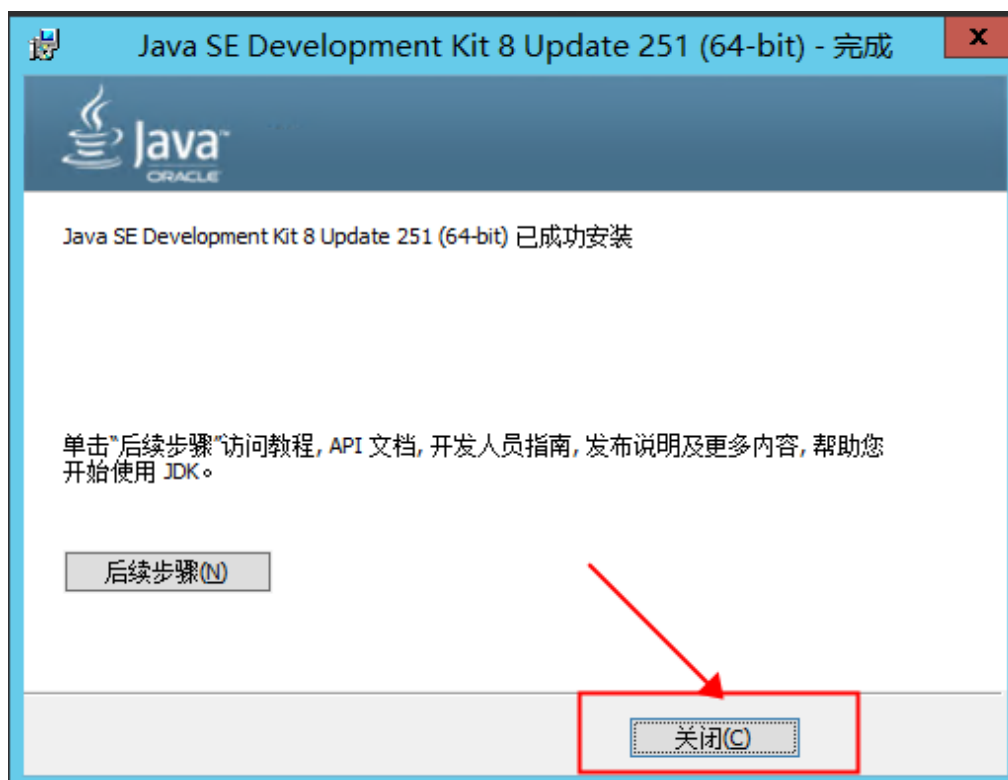 Java SE Development Kit 8 Update 251 (64-bit) - 完成
x
Java™
ORACLE
Java SE Development Kit 8 Update 251 (64-bit) 已成功安装
单击“后续步骤”访问教程, API 文档, 开发人员指南, 发布说明及更多内容, 帮助您
开始使用 JDK。
后续步骤(N)
关闭(C)